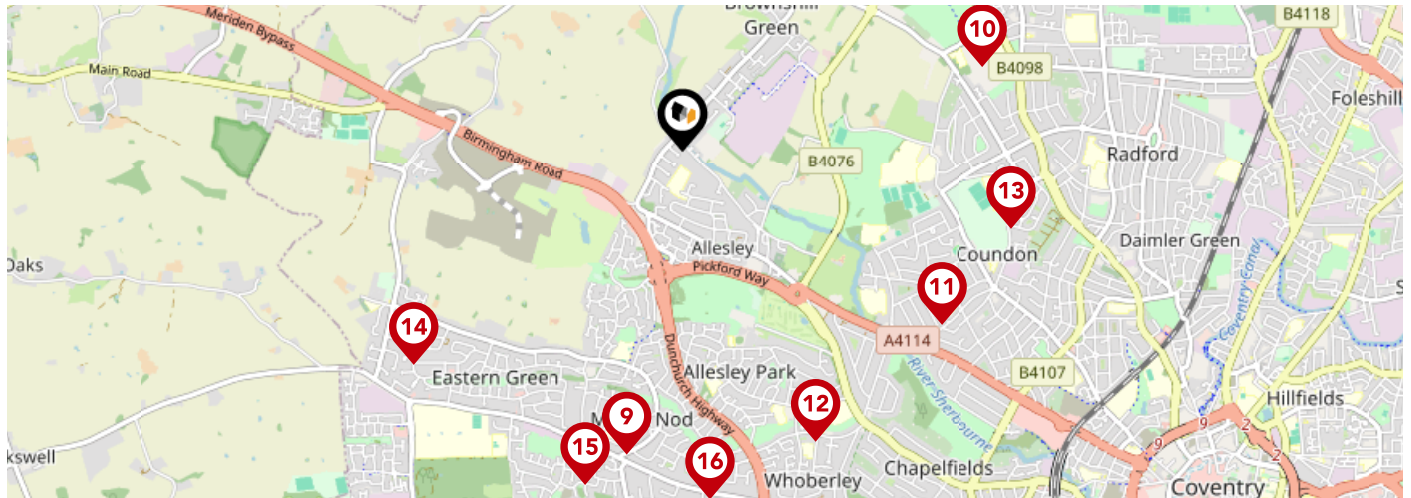 Brownshill
Green
B4118
10
B4098
Meriden Bypass
Main Road
Foleshill
Birmingham Road
B4076
Radford
13
Allesley
Coundon
Daimler Green
Oaks
Pickford Way
11
Coventry Canal
14
A4114
Dunchurch Highway
Eastern Green
Allesley Park
B4107
River Sherbourne
Hillfields
12
9
Nod
15
16
9
9
2
2
kswell
Whoberley
Chapelfields
Coventry